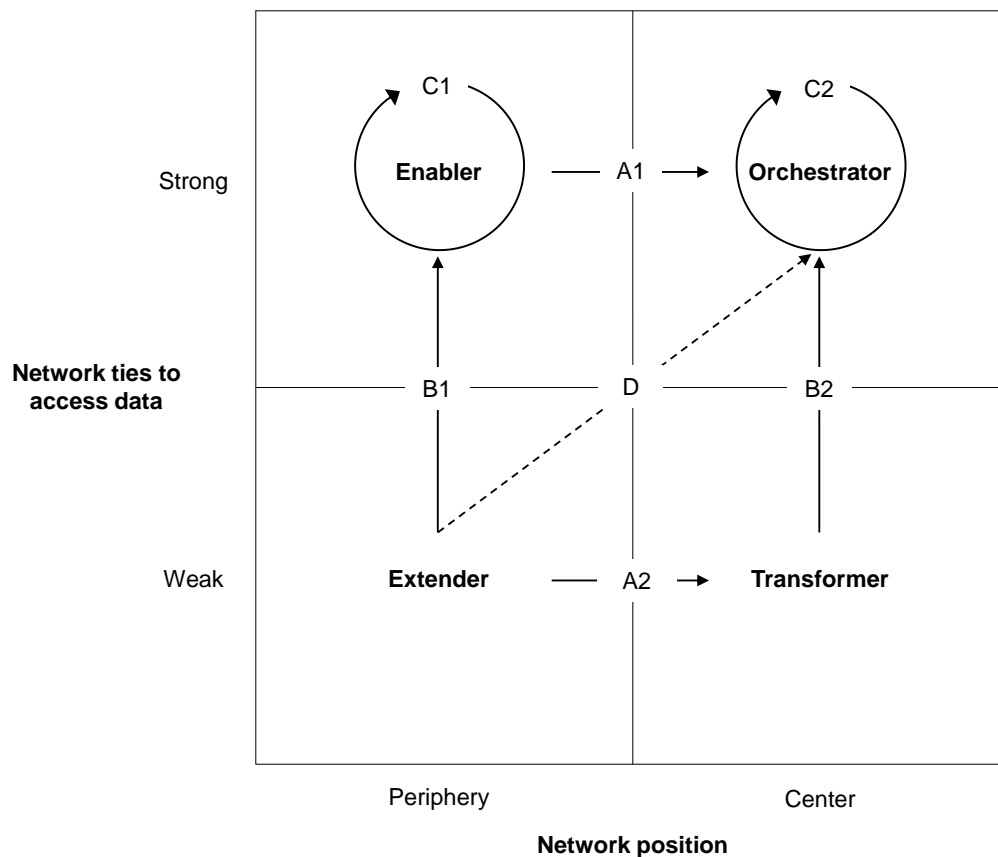 C1
C2
Strong
Enabler
A1
Orchestrator
Network ties to
access data
B1
D
B2
Weak
Extender
A2
Transformer
Periphery
Center
Network position